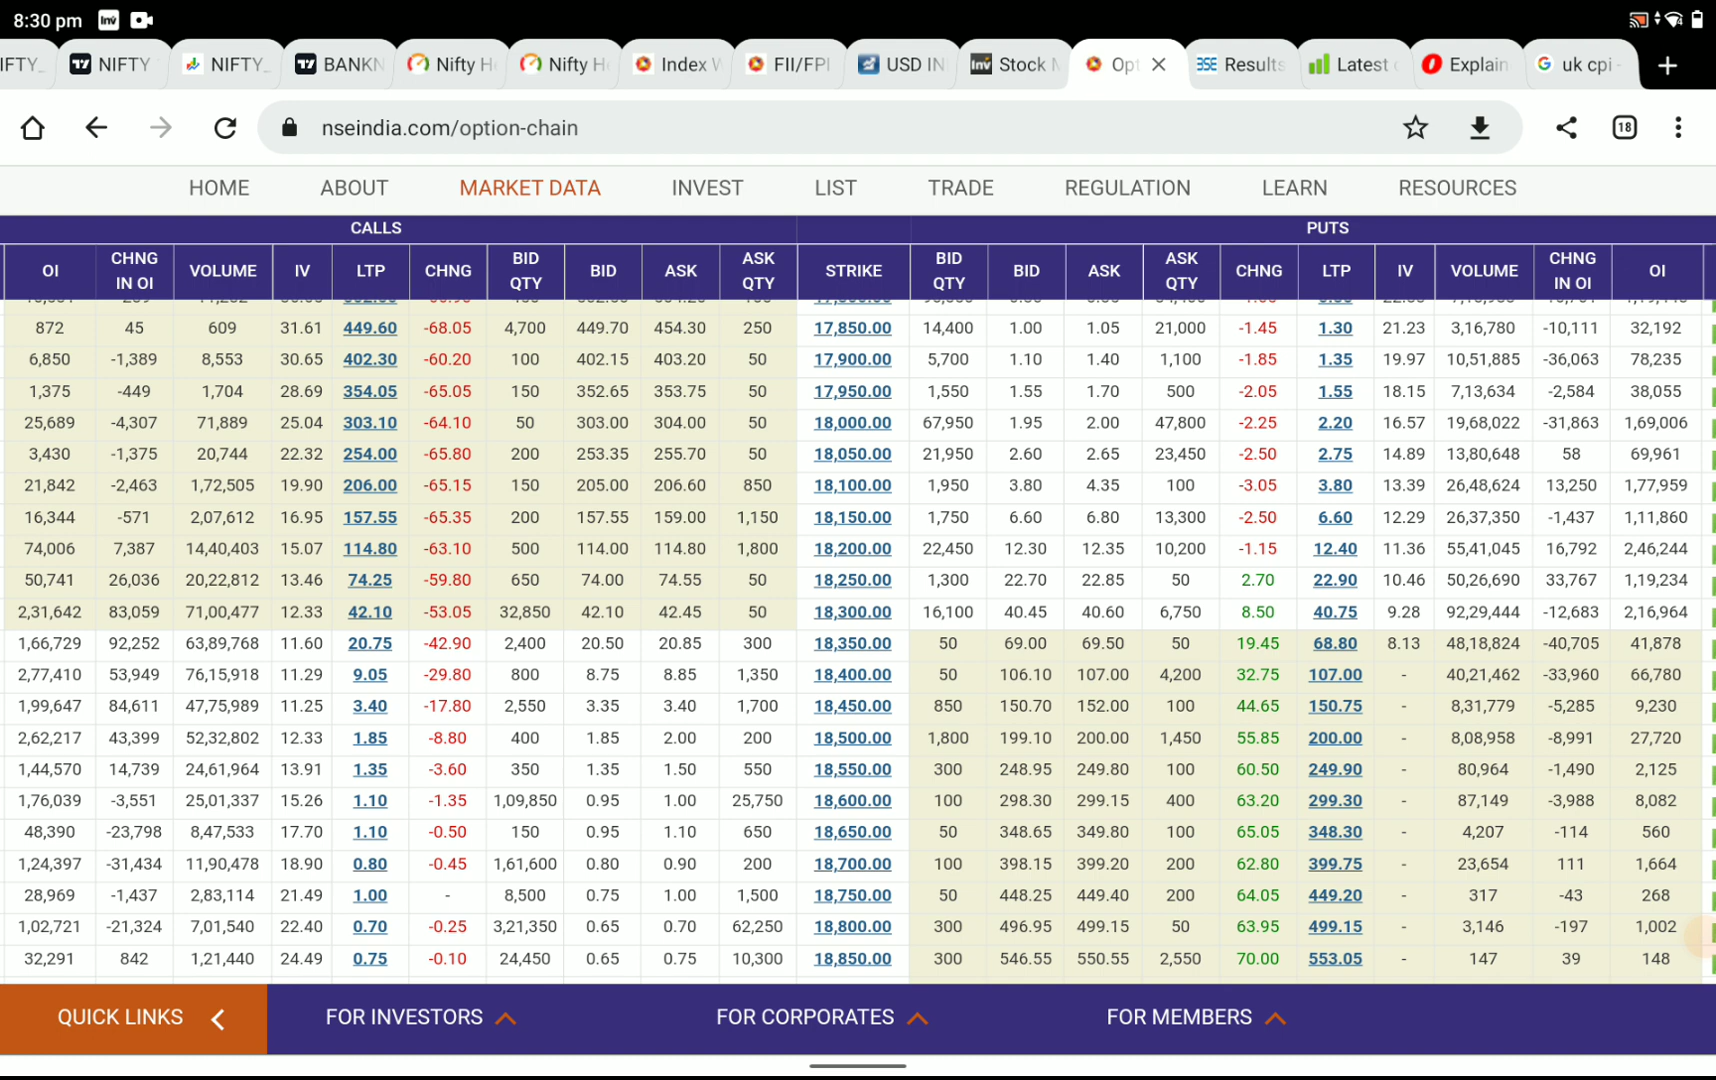 8:30 pm inv
IFTY_ NIFTY NIFTY_ BANKN Nifty H Nifty H Index W FII/FPI USD IN Inv Stock M Opt BSE Results Latest Explain uk cpi -
nseindia.com/option-chain 18
HOME ABOUT MARKET DATA INVEST LIST TRADE REGULATION LEARN RESOURCES
CALLS PUTS
OI CHNG IN OI VOLUME IV LTP CHNG BID QTY BID ASK ASK QTY STRIKE BID QTY BID ASK ASK QTY CHNG LTP IV VOLUME CHNG IN OI OI
872 45 609 31.61 449.60 -68.05 4,700 449.70 454.30 250 17,850.00 14,400 1.00 1.05 21,000 -1.45 1.30 21.23 3,16,780 -10,111 32,192
6,850 -1,389 8,553 30.65 402.30 -60.20 100 402.15 403.20 50 17,900.00 5,700 1.10 1.40 1,100 -1.85 1.35 19.97 10,51,885 -36,063 78,235
1,375 -449 1,704 28.69 354.05 -65.05 150 352.65 353.75 50 17,950.00 1,550 1.55 1.70 500 -2.05 1.55 18.15 7,13,634 -2,584 38,055
25,689 -4,307 71,889 25.04 303.10 -64.10 50 303.00 304.00 50 18,000.00 67,950 1.95 2.00 47,800 -2.25 2.20 16.57 19,68,022 -31,863 1,69,006
3,430 -1,375 20,744 22.32 254.00 -65.80 200 253.35 255.70 50 18,050.00 21,950 2.60 2.65 23,450 -2.50 2.75 14.89 13,80,648 58 69,961
21,842 -2,463 1,72,505 19.90 206.00 -65.15 150 205.00 206.60 850 18,100.00 1,950 3.80 4.35 100 -3.05 3.80 13.39 26,48,624 13,250 1,77,959
16,344 -571 2,07,612 16.95 157.55 -65.35 200 157.55 159.00 1,150 18,150.00 1,750 6.60 6.80 13,300 -2.50 6.60 12.29 26,37,350 -1,437 1,11,860
74,006 7,387 14,40,403 15.07 114.80 -63.10 500 114.00 114.80 1,800 18,200.00 22,450 12.30 12.35 10,200 -1.15 12.40 11.36 55,41,045 16,792 2,46,244
50,741 26,036 20,22,812 13.46 74.25 -59.80 650 74.00 74.55 50 18,250.00 1,300 22.70 22.85 50 2.70 22.90 10.46 50,26,690 33,767 1,19,234
2,31,642 83,059 71,00,477 12.33 42.10 -53.05 32,850 42.10 42.45 50 18,300.00 16,100 40.45 40.60 6,750 8.50 40.75 9.28 92,29,444 -12,683 2,16,964
1,66,729 92,252 63,89,768 11.60 20.75 -42.90 2,400 20.50 20.85 300 18,350.00 50 69.00 69.50 50 19.45 68.80 8.13 48,18,824 -40,705 41,878
2,77,410 53,949 76,15,918 11.29 9.05 -29.80 800 8.75 8.85 1,350 18,400.00 50 106.10 107.00 4,200 32.75 107.00 - 40,21,462 -33,960 66,780
1,99,647 84,611 47,75,989 11.25 3.40 -17.80 2,550 3.35 3.40 1,700 18,450.00 850 150.70 152.00 100 44.65 150.75 - 8,31,779 -5,285 9,230
2,62,217 43,399 52,32,802 12.33 1.85 -8.80 400 1.85 2.00 200 18,500.00 1,800 199.10 200.00 1,450 55.85 200.00 - 8,08,958 -8,991 27,720
1,44,570 14,739 24,61,964 13.91 1.35 -3.60 350 1.35 1.50 550 18,550.00 300 248.95 249.80 100 60.50 249.90 - 80,964 -1,490 2,125
1,76,039 -3,551 25,01,337 15.26 1.10 -1.35 1,09,850 0.95 1.00 25,750 18,600.00 100 298.30 299.15 400 63.20 299.30 - 87,149 -3,988 8,082
48,390 -23,798 8,47,533 17.70 1.10 -0.50 150 0.95 1.10 650 18,650.00 50 348.65 349.80 100 65.05 348.30 - 4,207 -114 560
1,24,397 -31,434 11,90,478 18.90 0.80 -0.45 1,61,600 0.80 0.90 200 18,700.00 100 398.15 399.20 200 62.80 399.75 - 23,654 111 1,664
28,969 -1,437 2,83,114 21.49 1.00 - 8,500 0.75 1.00 1,500 18,750.00 50 448.25 449.40 200 64.05 449.20 - 317 -43 268
1,02,721 -21,324 7,01,540 22.40 0.70 -0.25 3,21,350 0.65 0.70 62,250 18,800.00 300 496.95 499.15 50 63.95 499.15 - 3,146 -197 1,002
32,291 842 1,21,440 24.49 0.75 -0.10 24,450 0.65 0.75 10,300 18,850.00 300 546.55 550.55 2,550 70.00 553.05 - 147 39 148
QUICK LINKS FOR INVESTORS FOR CORPORATES FOR MEMBERS